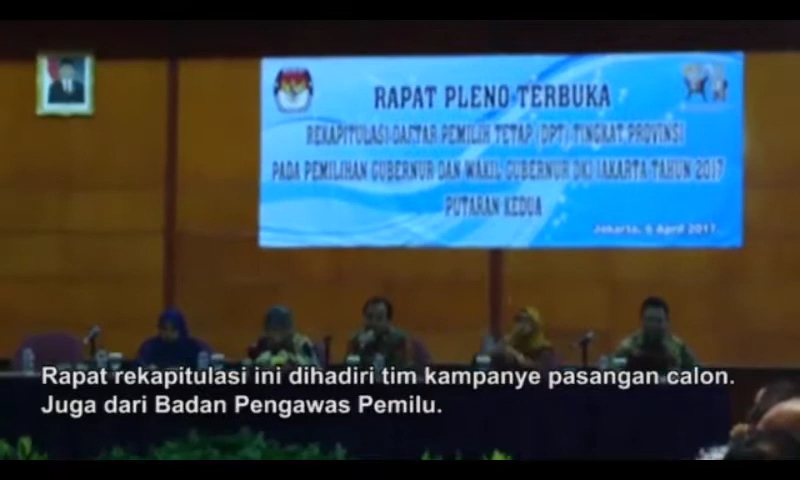 RAPAT PLENO TERBUKA
REKAPITULASI DAFTAR PEMILIH TETAP (DPT) TINGKAT PROVINSI
PADA PEMILIHAN GUBERNUR DAN WAKIL GUBERNUR DKI JAKARTA TAHUN 2017
PUTARAN KEDUA
Jakarta, 6 April 2017
Rapat rekapitulasi ini dihadiri tim kampanye pasangan calon.
Juga dari Badan Pengawas Pemilu.